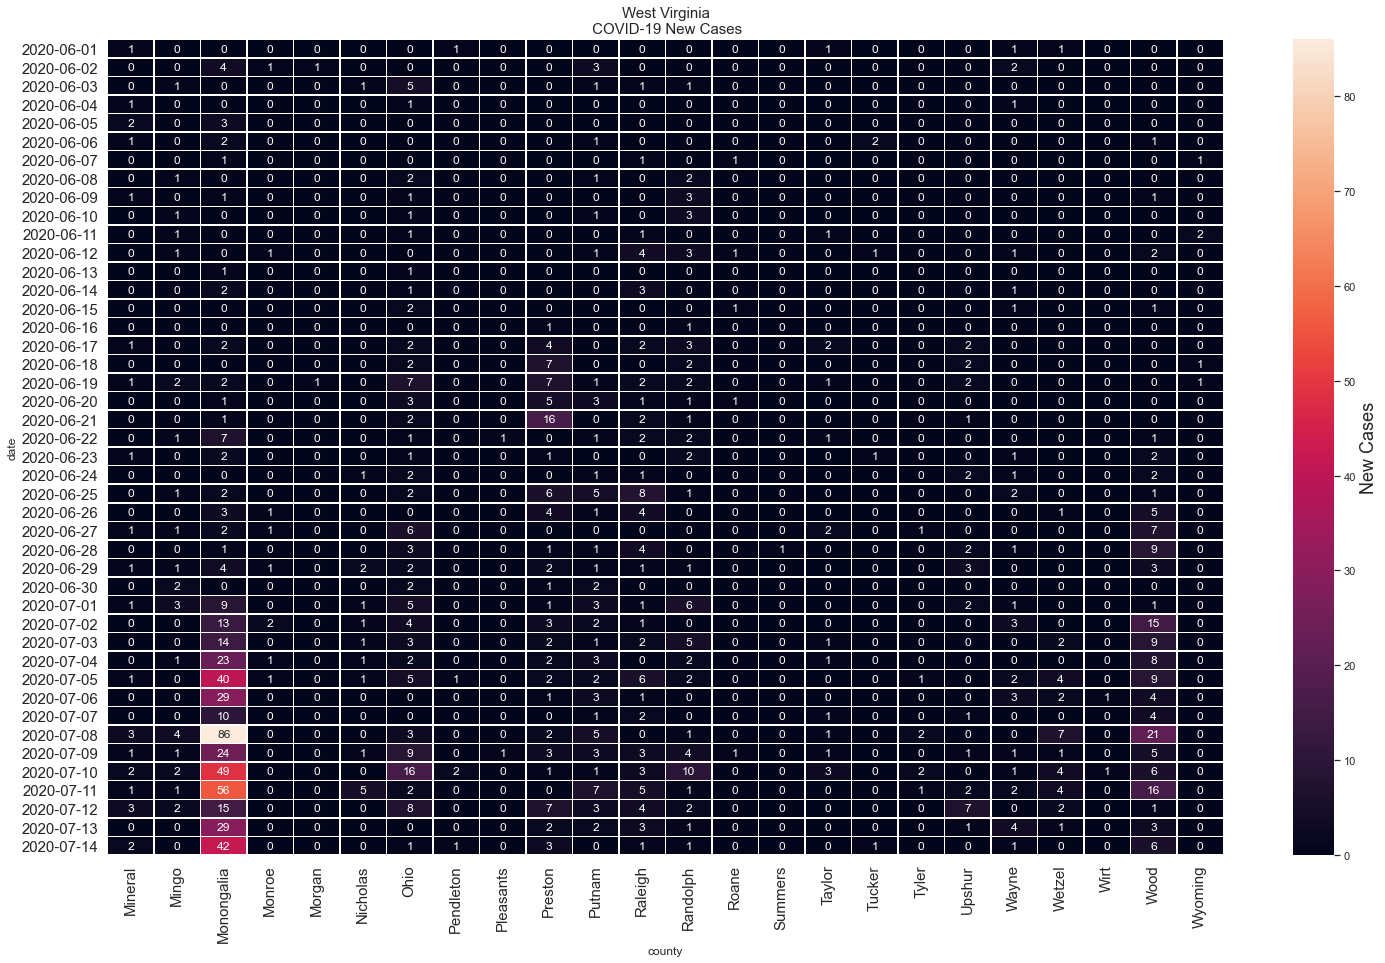 West Virginia
COVID-19 New Cases
2020-06-01 1 0 0 0 0 0 0 1 0 0 0 0 0 0 0 1 0 0 0 1 1 0 0 0
2020-06-02 0 0 4 1 1 0 0 0 0 0 3 0 0 0 0 0 0 0 0 2 0 0 0 0
2020-06-03 0 1 0 0 0 1 5 0 0 0 1 1 1 0 0 0 0 0 0 0 0 0 0 0
2020-06-04 1 0 0 0 0 0 1 0 0 0 0 0 0 0 0 0 0 0 0 1 0 0 0 0
2020-06-05 2 0 3 0 0 0 0 0 0 0 0 0 0 0 0 0 0 0 0 0 0 0 0 0
2020-06-06 1 0 2 0 0 0 0 0 0 0 1 0 0 0 0 0 2 0 0 0 0 0 1 0
2020-06-07 0 0 1 0 0 0 0 0 0 0 0 1 0 1 0 0 0 0 0 0 0 0 0 1
2020-06-08 0 1 0 0 0 0 2 0 0 0 1 0 2 0 0 0 0 0 0 0 0 0 0 0
2020-06-09 1 0 1 0 0 0 1 0 0 0 0 0 3 0 0 0 0 0 0 0 0 0 1 0
2020-06-10 0 1 0 0 0 0 1 0 0 0 1 0 3 0 0 0 0 0 0 0 0 0 0 0
2020-06-11 0 1 0 0 0 0 1 0 0 0 0 1 0 0 0 1 0 0 0 0 0 0 0 2
2020-06-12 0 1 0 1 0 0 0 0 0 0 1 4 3 1 0 0 1 0 0 1 0 0 2 0
2020-06-13 0 0 1 0 0 0 1 0 0 0 0 0 0 0 0 0 0 0 0 0 0 0 0 0
2020-06-14 0 0 2 0 0 0 1 0 0 0 0 3 0 0 0 0 0 0 0 1 0 0 0 0
2020-06-15 0 0 0 0 0 0 2 0 0 0 0 0 0 1 0 0 0 0 0 1 0 0 1 0
2020-06-16 0 0 0 0 0 0 0 0 0 1 0 0 1 0 0 0 0 0 0 0 0 0 0 0
2020-06-17 1 0 2 0 0 0 2 0 0 4 0 2 3 0 0 2 0 0 2 0 0 0 0 0
2020-06-18 0 0 0 0 0 0 2 0 0 7 0 0 2 0 0 0 0 0 2 0 0 0 0 1
2020-06-19 1 2 2 0 1 0 7 0 0 7 1 2 2 0 0 1 0 0 2 0 0 0 0 1
2020-06-20 0 0 1 0 0 0 3 0 0 5 3 1 1 1 0 0 0 0 0 0 0 0 0 0
2020-06-21 0 0 1 0 0 0 2 0 0 16 0 2 1 0 0 0 0 0 1 0 0 0 0 0
2020-06-22 0 1 7 0 0 0 1 0 1 0 1 2 2 0 0 1 0 0 0 0 0 0 1 0
2020-06-23 1 0 2 0 0 0 1 0 0 1 0 0 2 0 0 0 1 0 0 1 0 0 2 0
2020-06-24 0 0 0 0 0 1 2 0 0 0 1 1 0 0 0 0 0 0 2 1 0 0 2 0
2020-06-25 0 1 2 0 0 0 2 0 0 6 5 8 1 0 0 0 0 0 0 2 0 0 1 0
2020-06-26 0 0 3 1 0 0 0 0 0 4 1 4 0 0 0 0 0 0 0 0 1 0 5 0
2020-06-27 1 1 2 1 0 0 6 0 0 0 0 0 0 0 0 2 0 1 0 0 0 0 7 0
2020-06-28 0 0 1 0 0 0 3 0 0 1 1 4 0 0 1 0 0 0 2 1 0 0 9 0
2020-06-29 1 1 4 1 0 2 2 0 0 2 1 1 1 0 0 0 0 0 3 0 0 0 3 0
2020-06-30 0 2 0 0 0 0 2 0 0 1 2 0 0 0 0 0 0 0 0 0 0 0 0 0
2020-07-01 1 3 9 0 0 1 5 0 0 1 3 1 6 0 0 0 0 0 2 1 0 0 1 0
2020-07-02 0 0 13 2 0 1 4 0 0 3 2 1 0 0 0 0 0 0 0 3 0 0 15 0
2020-07-03 0 0 14 0 0 1 3 0 0 2 1 2 5 0 0 1 0 0 0 0 2 0 9 0
2020-07-04 0 1 23 1 0 1 2 0 0 2 3 0 2 0 0 1 0 0 0 0 0 0 8 0
2020-07-05 1 0 40 1 0 1 5 1 0 2 2 6 2 0 0 0 0 1 0 2 4 0 9 0
2020-07-06 0 0 29 0 0 0 0 0 0 1 3 1 0 0 0 0 0 0 0 3 2 1 4 0
2020-07-07 0 0 10 0 0 0 0 0 0 0 1 2 0 0 0 1 0 0 1 0 0 0 4 0
2020-07-08 3 4 86 0 0 0 3 0 0 2 5 0 1 0 0 1 0 2 0 0 7 0 21 0
2020-07-09 1 1 24 0 0 1 9 0 1 3 3 3 4 1 0 1 0 0 1 1 1 0 5 0
2020-07-10 2 2 49 0 0 0 16 2 0 1 1 3 10 0 0 3 0 2 0 1 4 1 6 0
2020-07-11 1 1 56 0 0 5 2 0 0 0 7 5 1 0 0 0 0 1 2 2 4 0 16 0
2020-07-12 3 2 15 0 0 0 8 0 0 7 3 4 2 0 0 0 0 0 7 0 2 0 1 0
2020-07-13 0 0 29 0 0 0 0 0 0 2 2 3 1 0 0 0 0 0 1 4 1 0 3 0
2020-07-14 2 0 42 0 0 0 1 1 0 3 0 1 1 0 0 0 1 0 0 1 0 0 6 0
date
Mineral Mingo Monongalia Monroe Morgan Nicholas Ohio Pendleton Pleasants Preston Putnam Raleigh Randolph Roane Summers Taylor Tucker Tyler Upshur Wayne Wetzel Wirt Wood Wyoming
county
80
70
60
50
40
30
20
10
0
New Cases